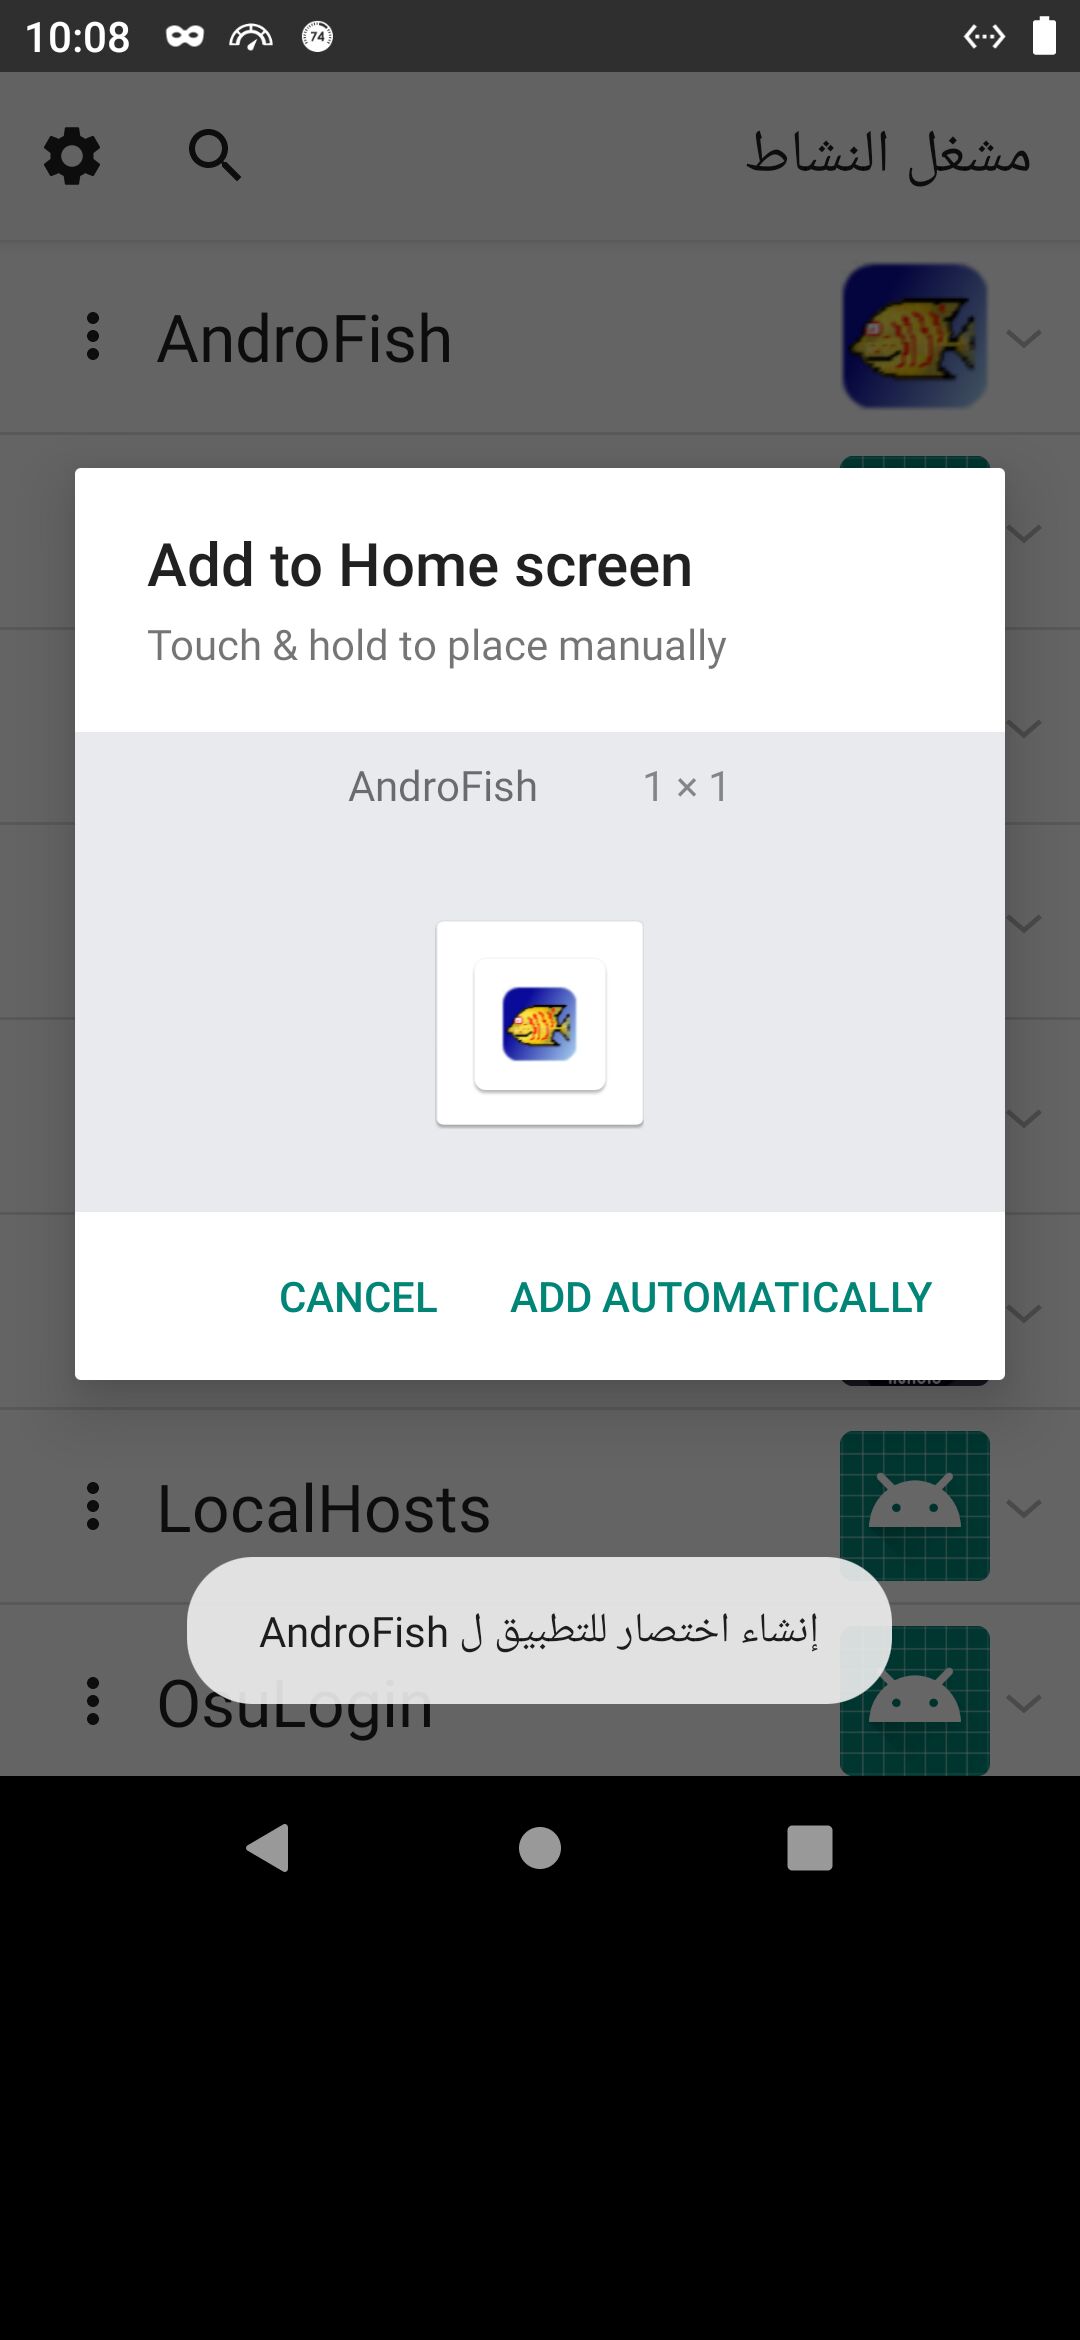 10:08
74
مشغل النشاط
AndroFish
Add to Home screen
Touch & hold to place manually
AndroFish 1 × 1
CANCEL ADD AUTOMATICALLY
LocalHosts
إنشاء اختصار للتطبيق ل AndroFish
OsuLogin